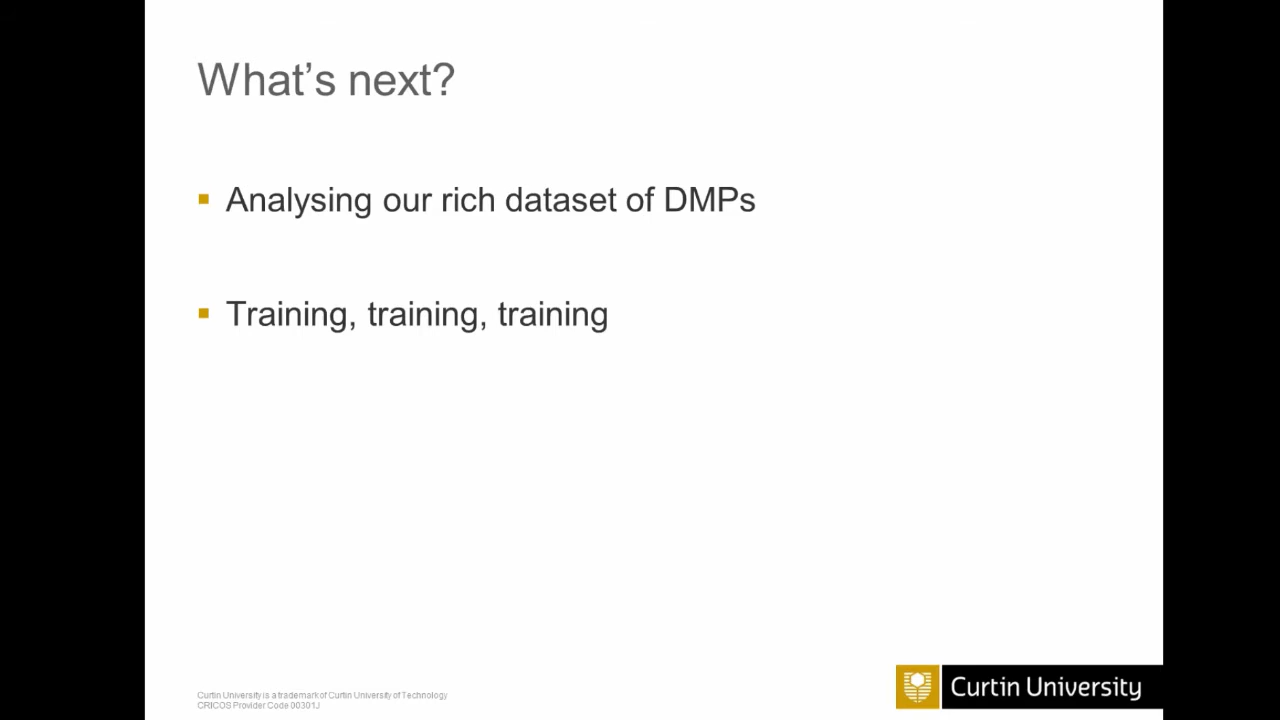 What’s next?
Analysing our rich dataset of DMPs
Training, training, training
Curtin University is a trademark of Curtin University of Technology
CRICOS Provider Code 00301J
Curtin University